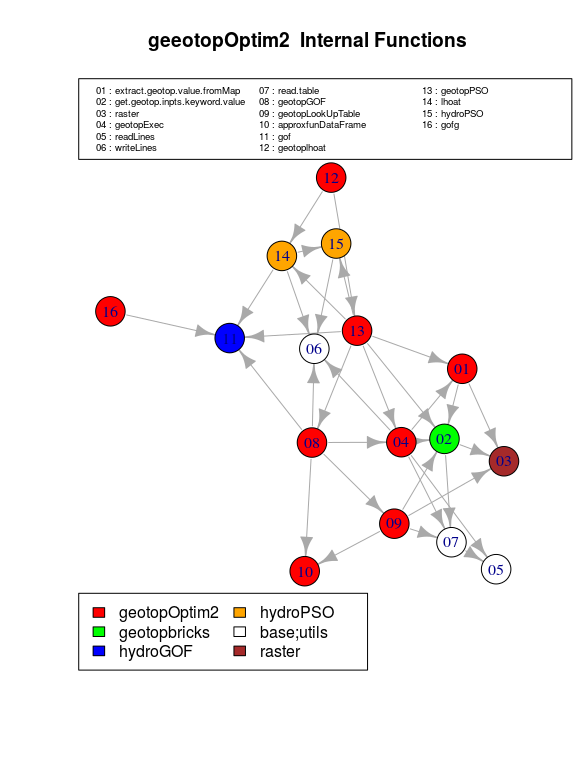 geeotopOptim2 Internal Functions
01 : extract.geotop.value.fromMap 07 : read.table 13 : geotopPSO
02 : get.geotop.inpts.keyword.value 08 : geotopGOF 14 : lhoat
03 : raster 09 : geotopLookUpTable 15 : hydroPSO
04 : geotopExec 10 : approxfunDataFrame 16 : gofg
05 : readLines 11 : gof
06 : writeLines 12 : geotoplhoat
12
15
14
16
13
11
06
01
02
04
08
03
09
07
05
10
geotopOptim2 hydroPSO
geotopbricks base;utils
hydroGOF raster